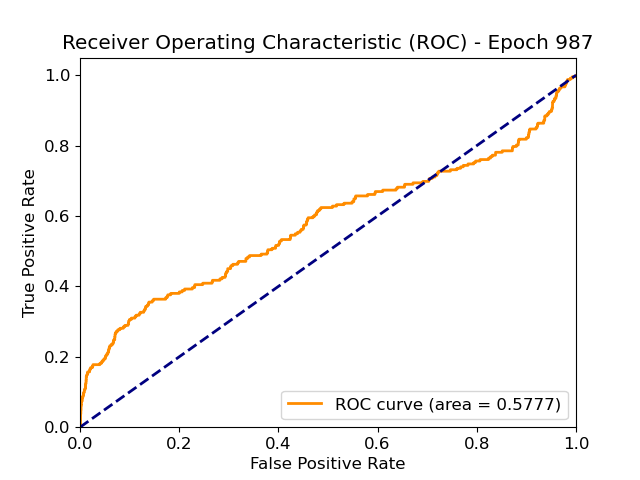 Receiver Operating Characteristic (ROC) - Epoch 987
True Positive Rate
1.0
0.8
0.6
0.4
0.2
0.0
ROC curve (area = 0.5777)
0.0 0.2 0.4 0.6 0.8 1.0
False Positive Rate